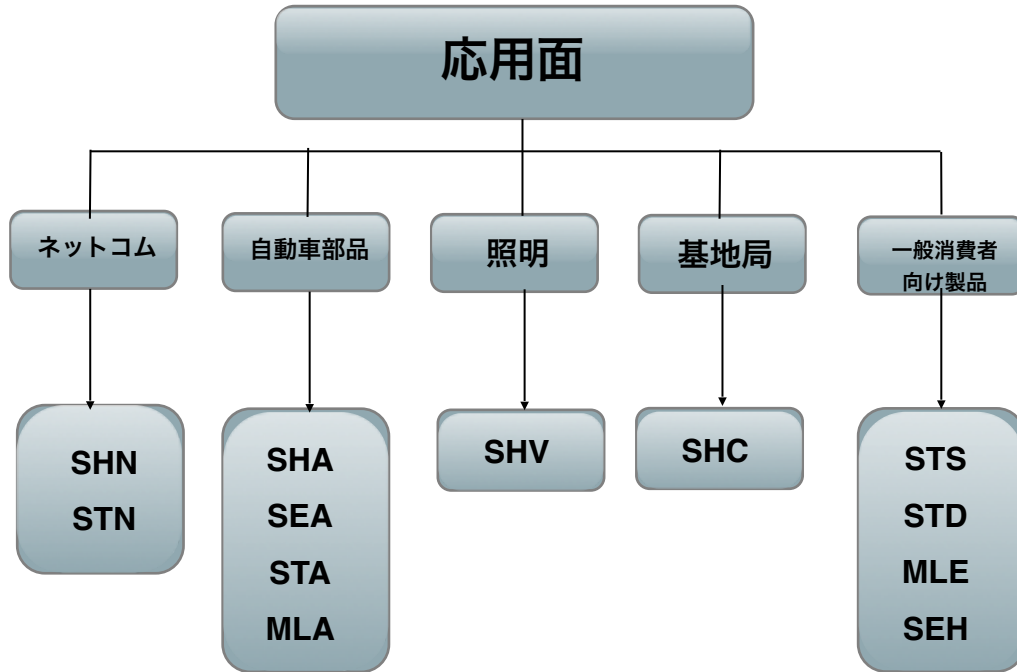 応用面
ネットコム
自動車部品
照明
基地局
一般消費者
向け製品
SHN
STN
SHA
SEA
STA
MLA
SHV
SHC
STS
STD
MLE
SEH